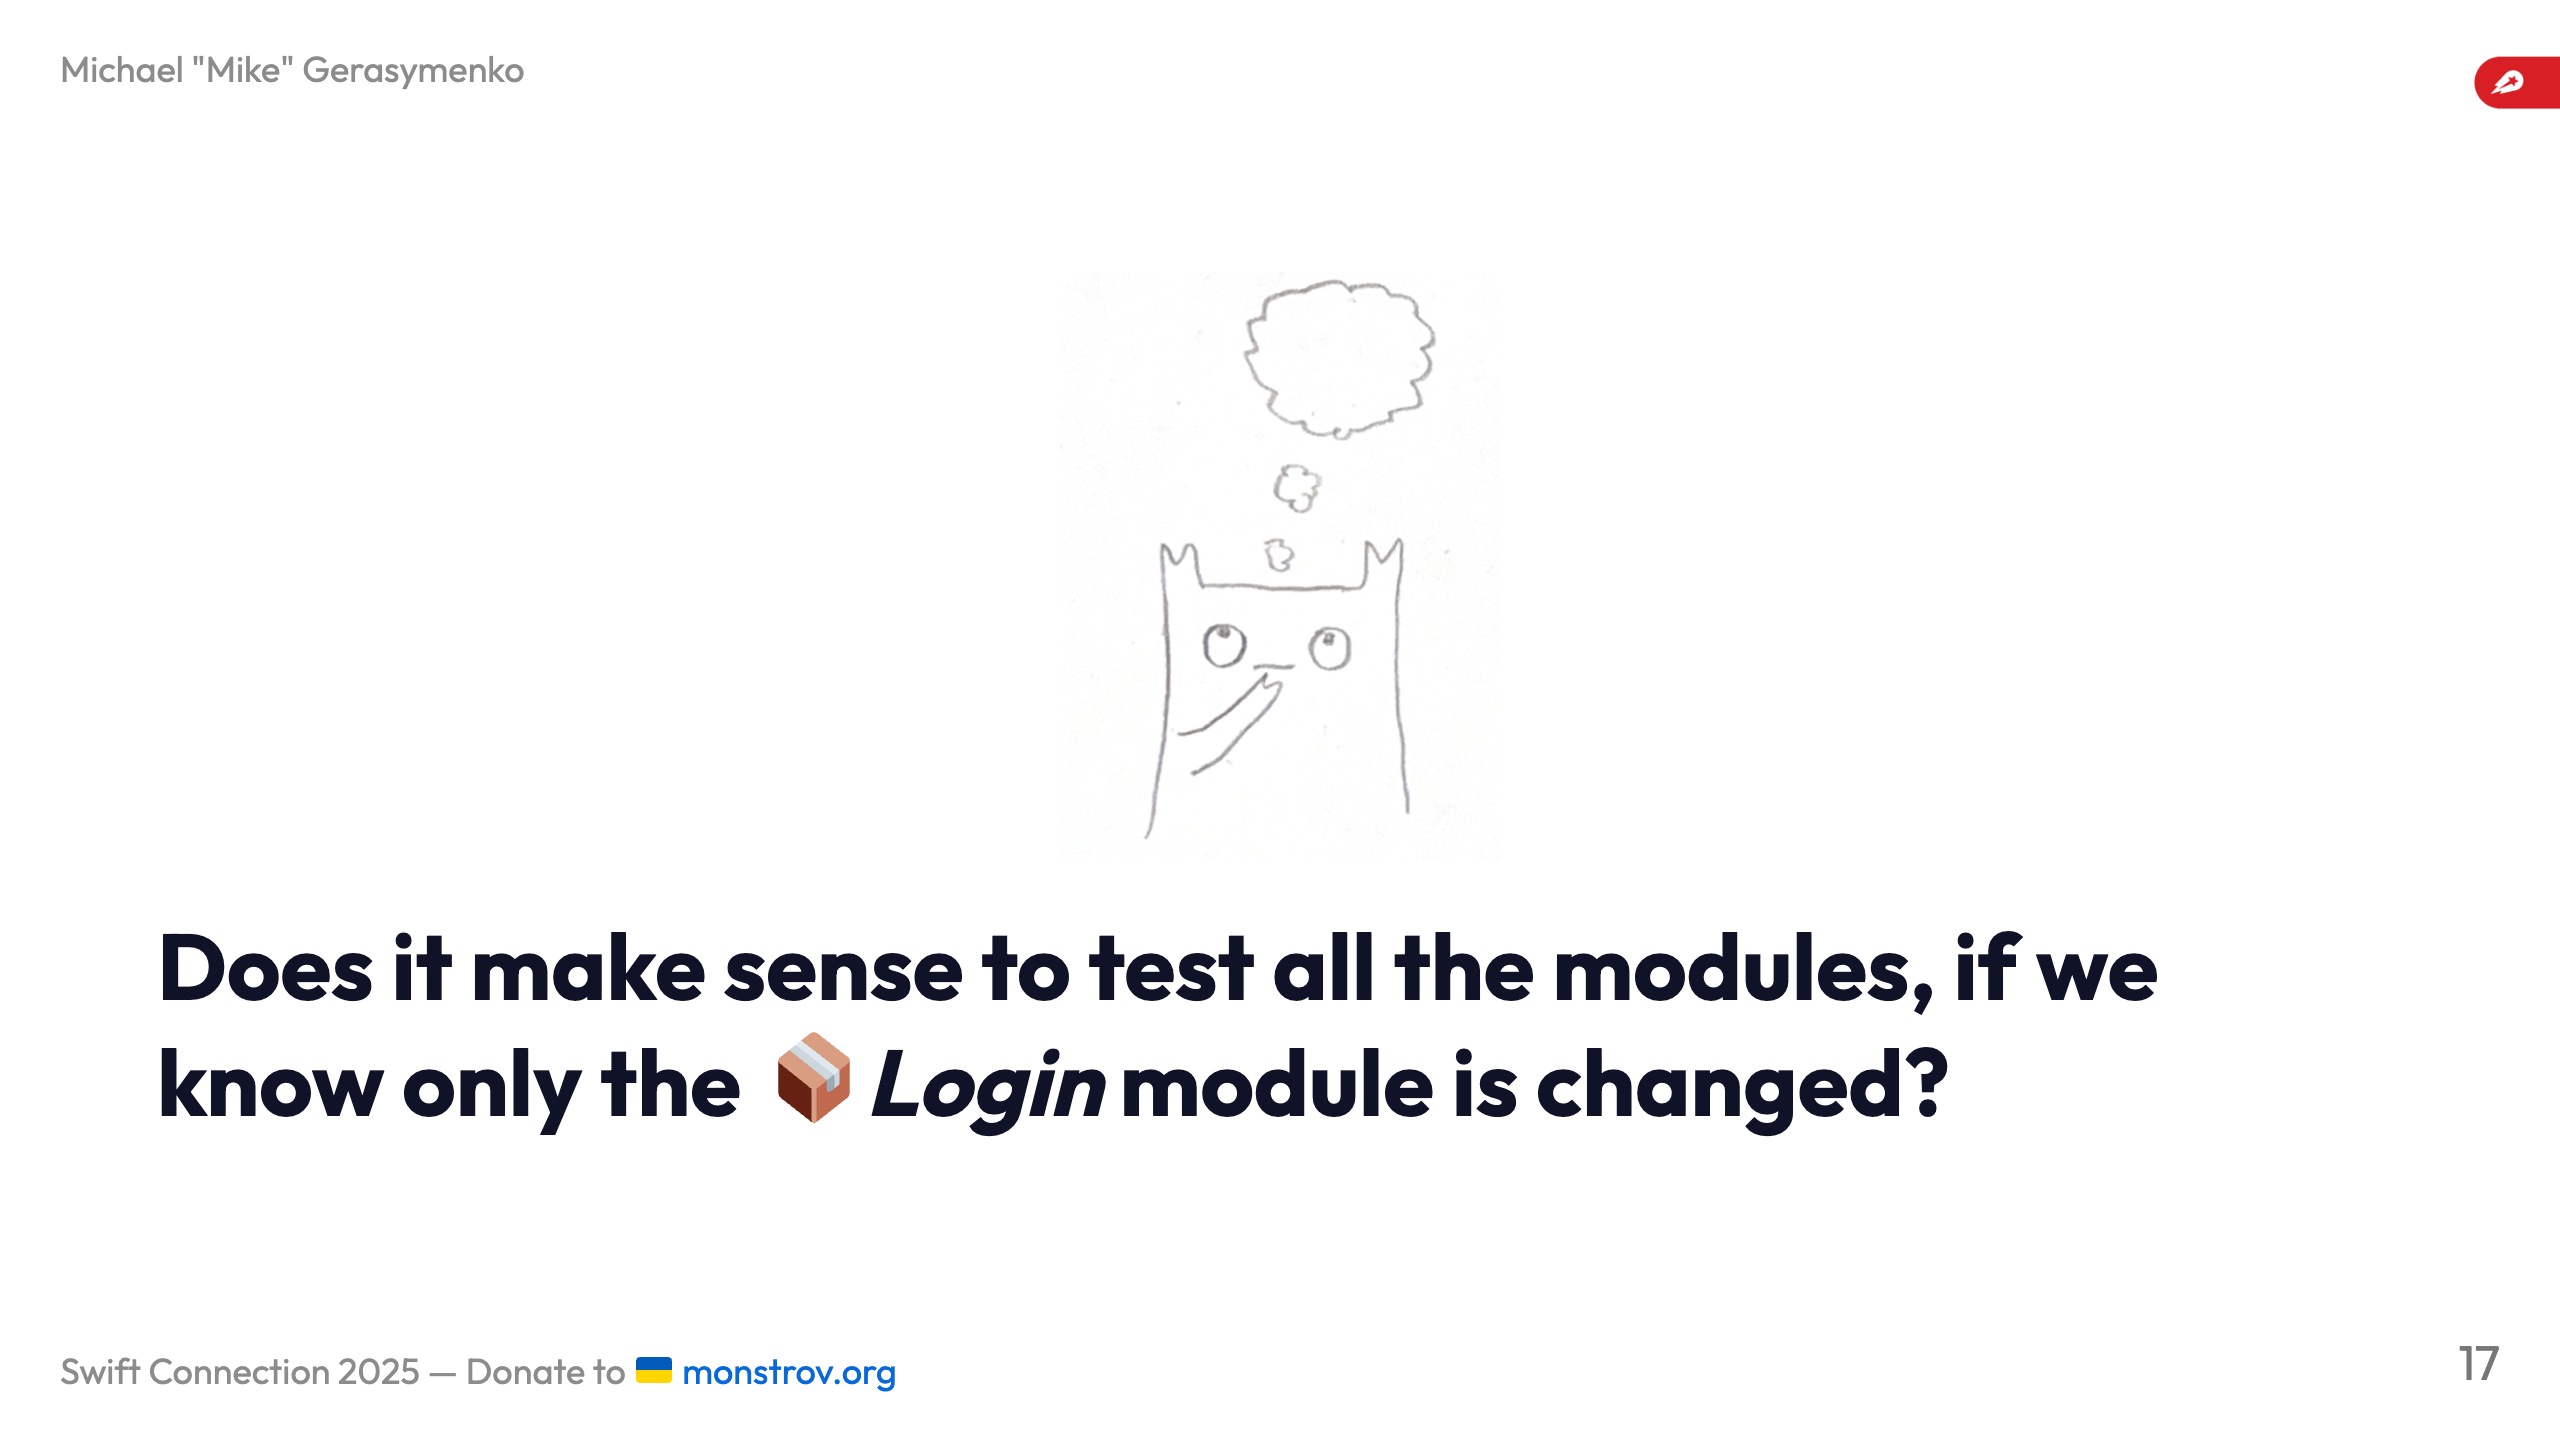 Michael "Mike" Gerasymenko
Does it make sense to test all the modules, if we
know only the 📦 Login module is changed?
Swift Connection 2025 — Donate to 🇺🇦 monstrov.org
17